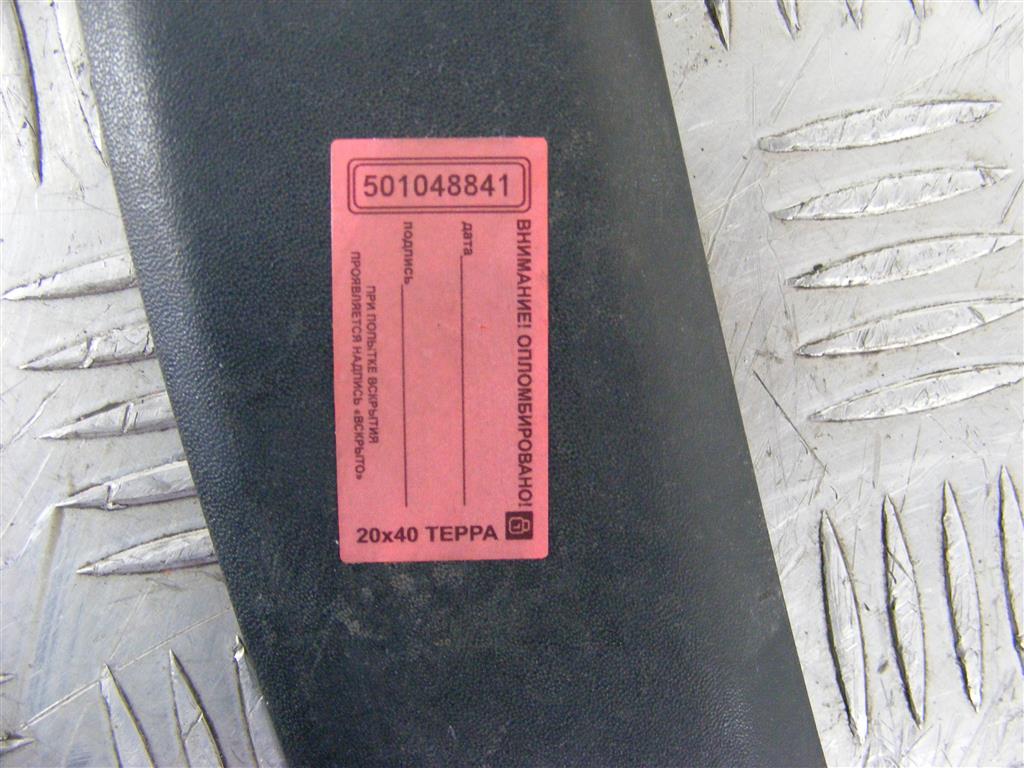 501048841
ВНИМАНИЕ! ОПЛОМБИРОВАНО!
дата
подпись
ПРИ ПОПЫТКЕ ВСКРЫТИЯ
ПРОЯВЛЯЕТСЯ НАДПИСЬ «ВСКРЫТО»
20x40 ТЕРРА